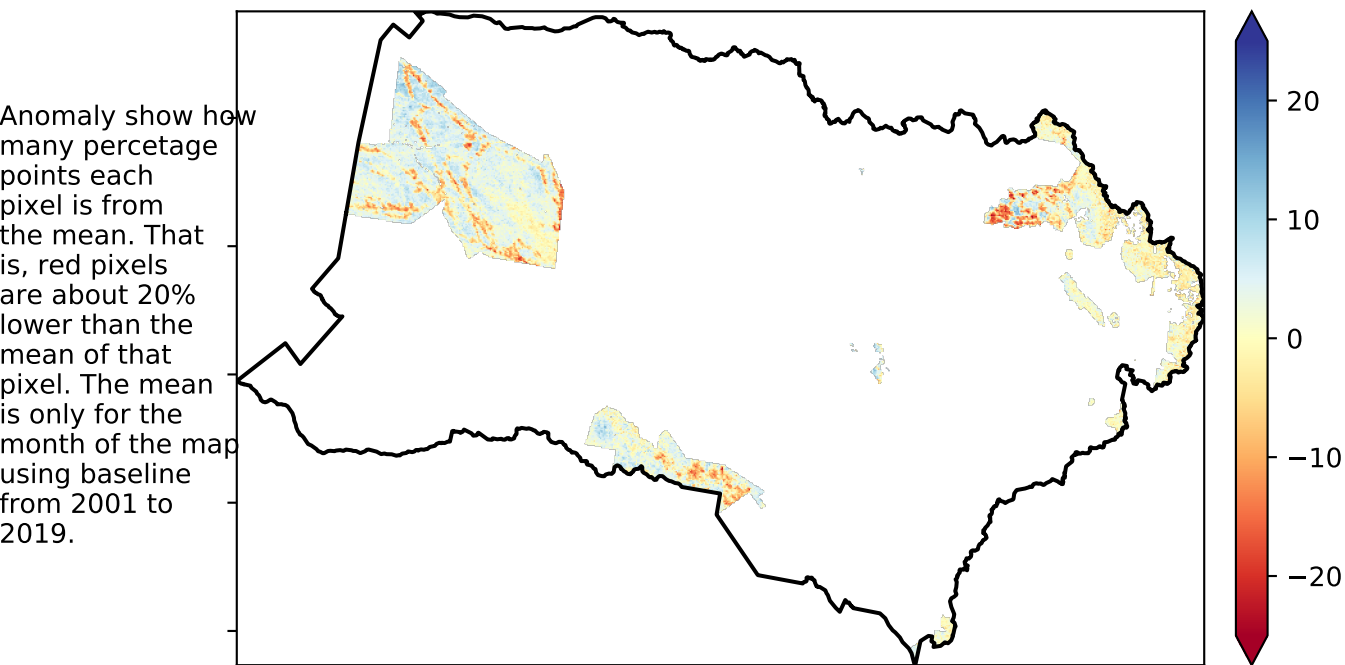 Anomaly show how
many percetage
points each
pixel is from
the mean. That
is, red pixels
are about 20%
lower than the
mean of that
pixel. The mean
is only for the
month of the map
using baseline
from 2001 to
2019.
20
10
0
−10
−20